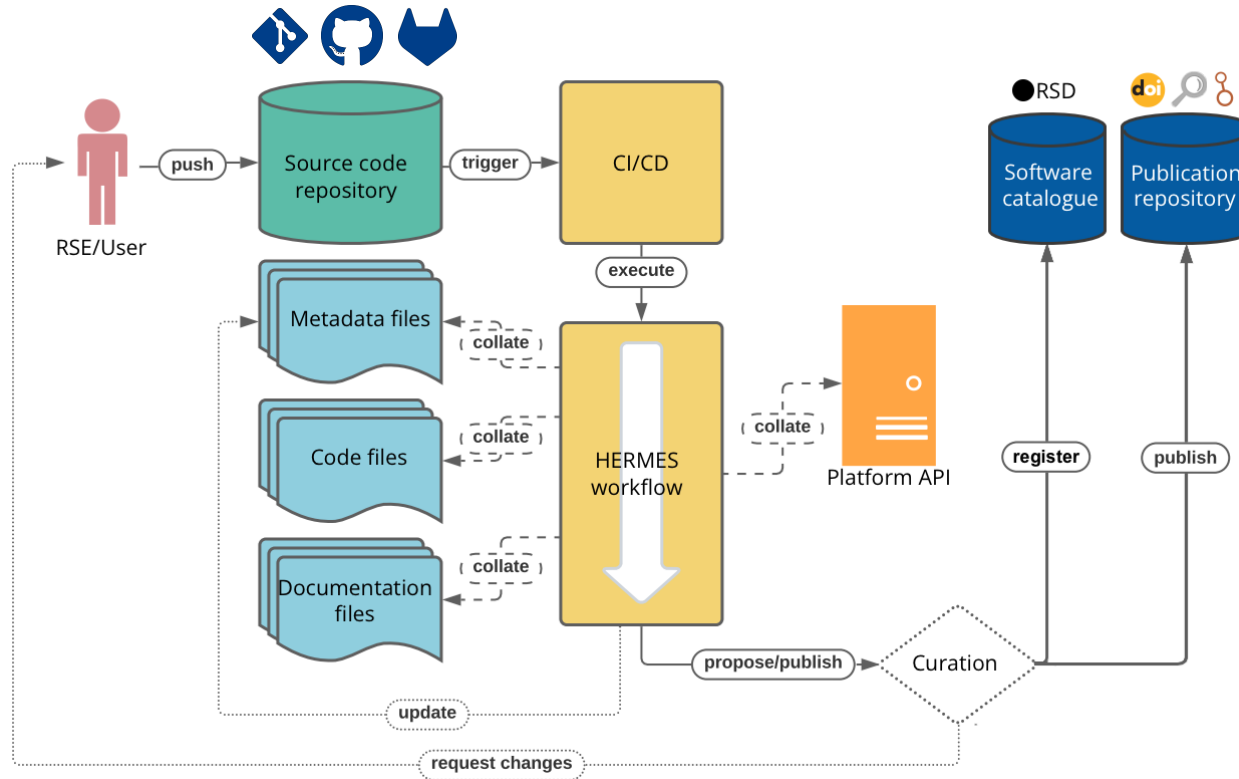 RSD
doi
push
Source code
repository
trigger
CI/CD
Software
catalogue
Publication
repository
RSE/User
execute
Metadata files
collate
Code files
collate
HERMES
workflow
collate
Platform API
register
publish
Documentation
files
collate
propose/publish
Curation
update
request changes